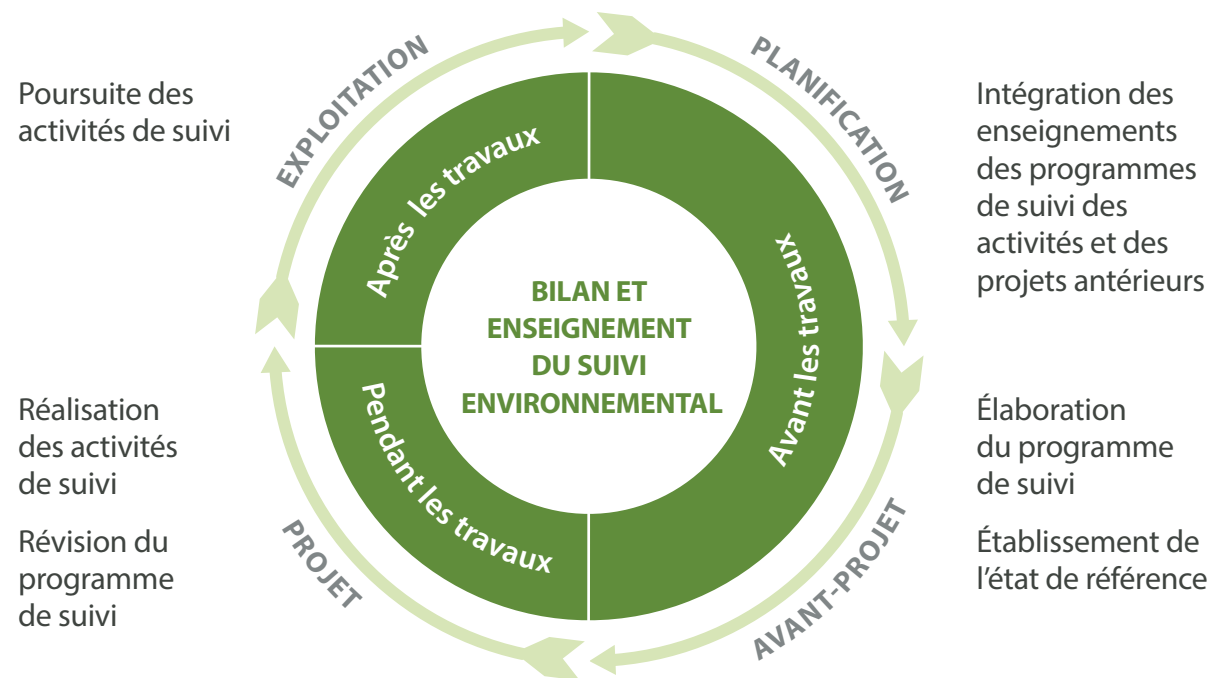 EXPLOITATION
PLANIFICATION
Poursuite des
activités de suivi
Intégration des
enseignements
des programmes
de suivi des
activités et des
projets antérieurs
Après les travaux
Avant les travaux
BILAN ET
ENSEIGNEMENT
DU SUIVI
ENVIRONNEMENTAL
Pendant les travaux
Réalisation
des activités
de suivi
Révision du
programme
de suivi
Élaboration
du programme
de suivi
Établissement de
l’état de référence
PROJET
AVANT-PROJET